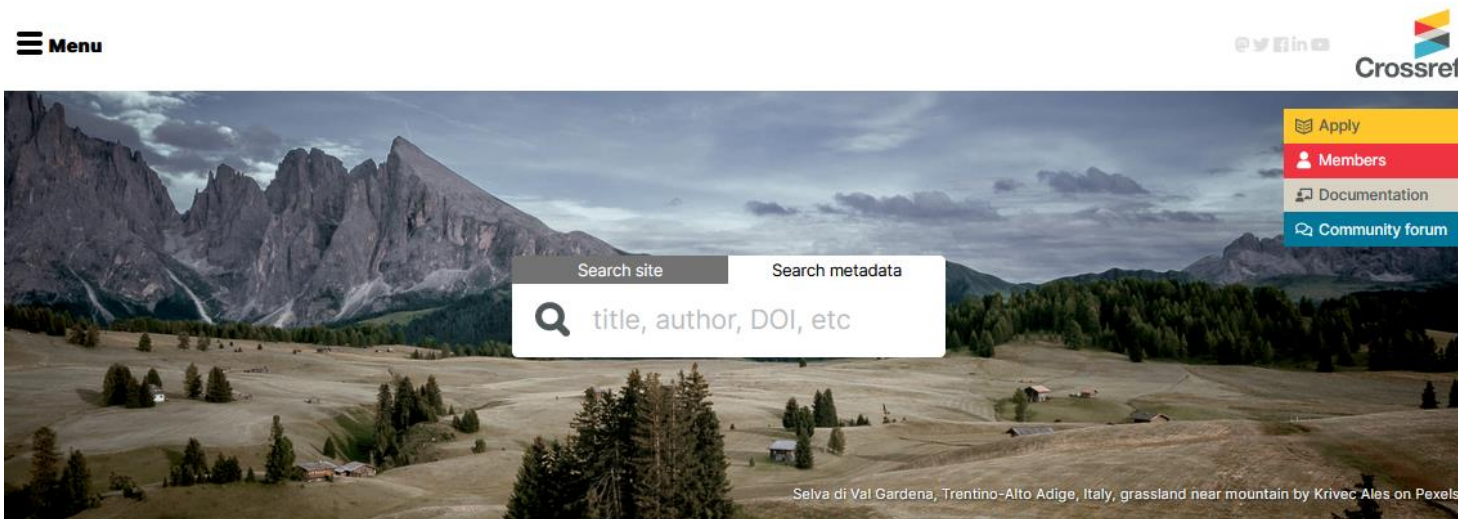 Menu
Crossref
Apply
Members
Documentation
Community forum
Search site
Search metadata
title, author, DOI, etc
Selva di Val Gardena, Trentino-Alto Adige, Italy, grassland near mountain by Krivec Ales on Pexels